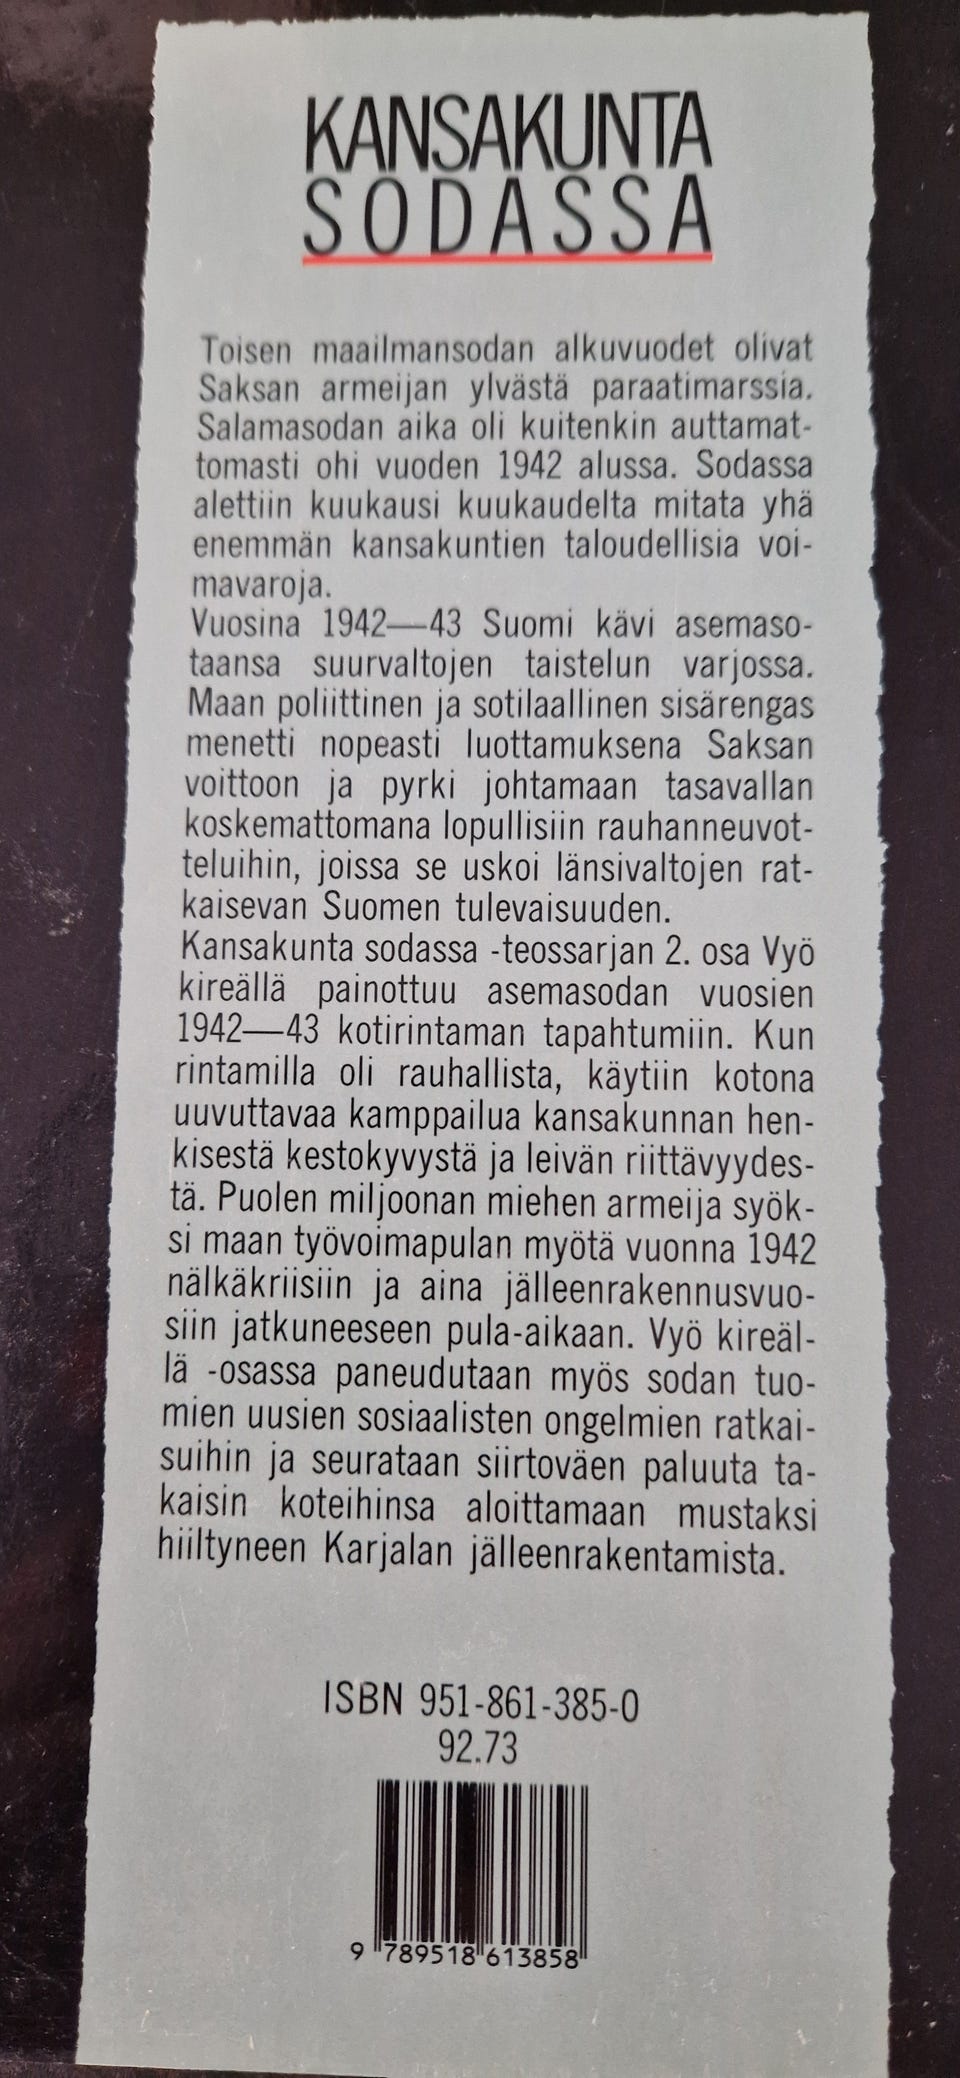 KANSAKUNTA
SODASSA
Toisen maailmansodan alkuvuodet olivat
Saksan armeijan ylvästä paraatimarssia.
Salamasodan aika oli kuitenkin auttamat-
tomasti ohi vuoden 1942 alussa. Sodassa
alettiin kuukausi kuukaudelta mitata yhä
enemmän kansakuntien taloudellisia voi-
mavaroja.
Vuosina 1942—43 Suomi kävi asemaso-
taansa suurvaltojen taistelun varjossa.
Maan poliittinen ja sotilaallinen sisärengas
menetti nopeasti luottamuksena Saksan
voittoon ja pyrki johtamaan tasavallan
koskemattomana lopullisiin rauhanneuvot-
teluihin, joissa se uskoi länsivaltojen rat-
kaisevan Suomen tulevaisuuden.
Kansakunta sodassa -teossarjan 2. osa Vyö
kireällä painottuu asemasodan vuosien
1942—43 kotirintaman tapahtumiin. Kun
rintamilla oli rauhallista, käytiin kotona
uuvuttavaa kamppailua kansakunnan hen-
kisestä kestokyvystä ja leivän riittävyydes-
tä. Puolen miljoonan miehen armeija syök-
si maan työvoimapulan myötä vuonna 1942
nälkäkriisiin ja aina jälleenrakennusvuo-
siin jatkuneeseen pula-aikaan. Vyö kireäl-
lä -osassa paneudutaan myös sodan tuo-
mien uusien sosiaalisten ongelmien ratkai-
suihin ja seurataan siirtoväen paluuta ta-
kaisin koteihinsa aloittamaan mustaksi
hiiltyneen Karjalan jälleenrakentamista.
ISBN 951-861-385-0
92.73
9 789518 613858